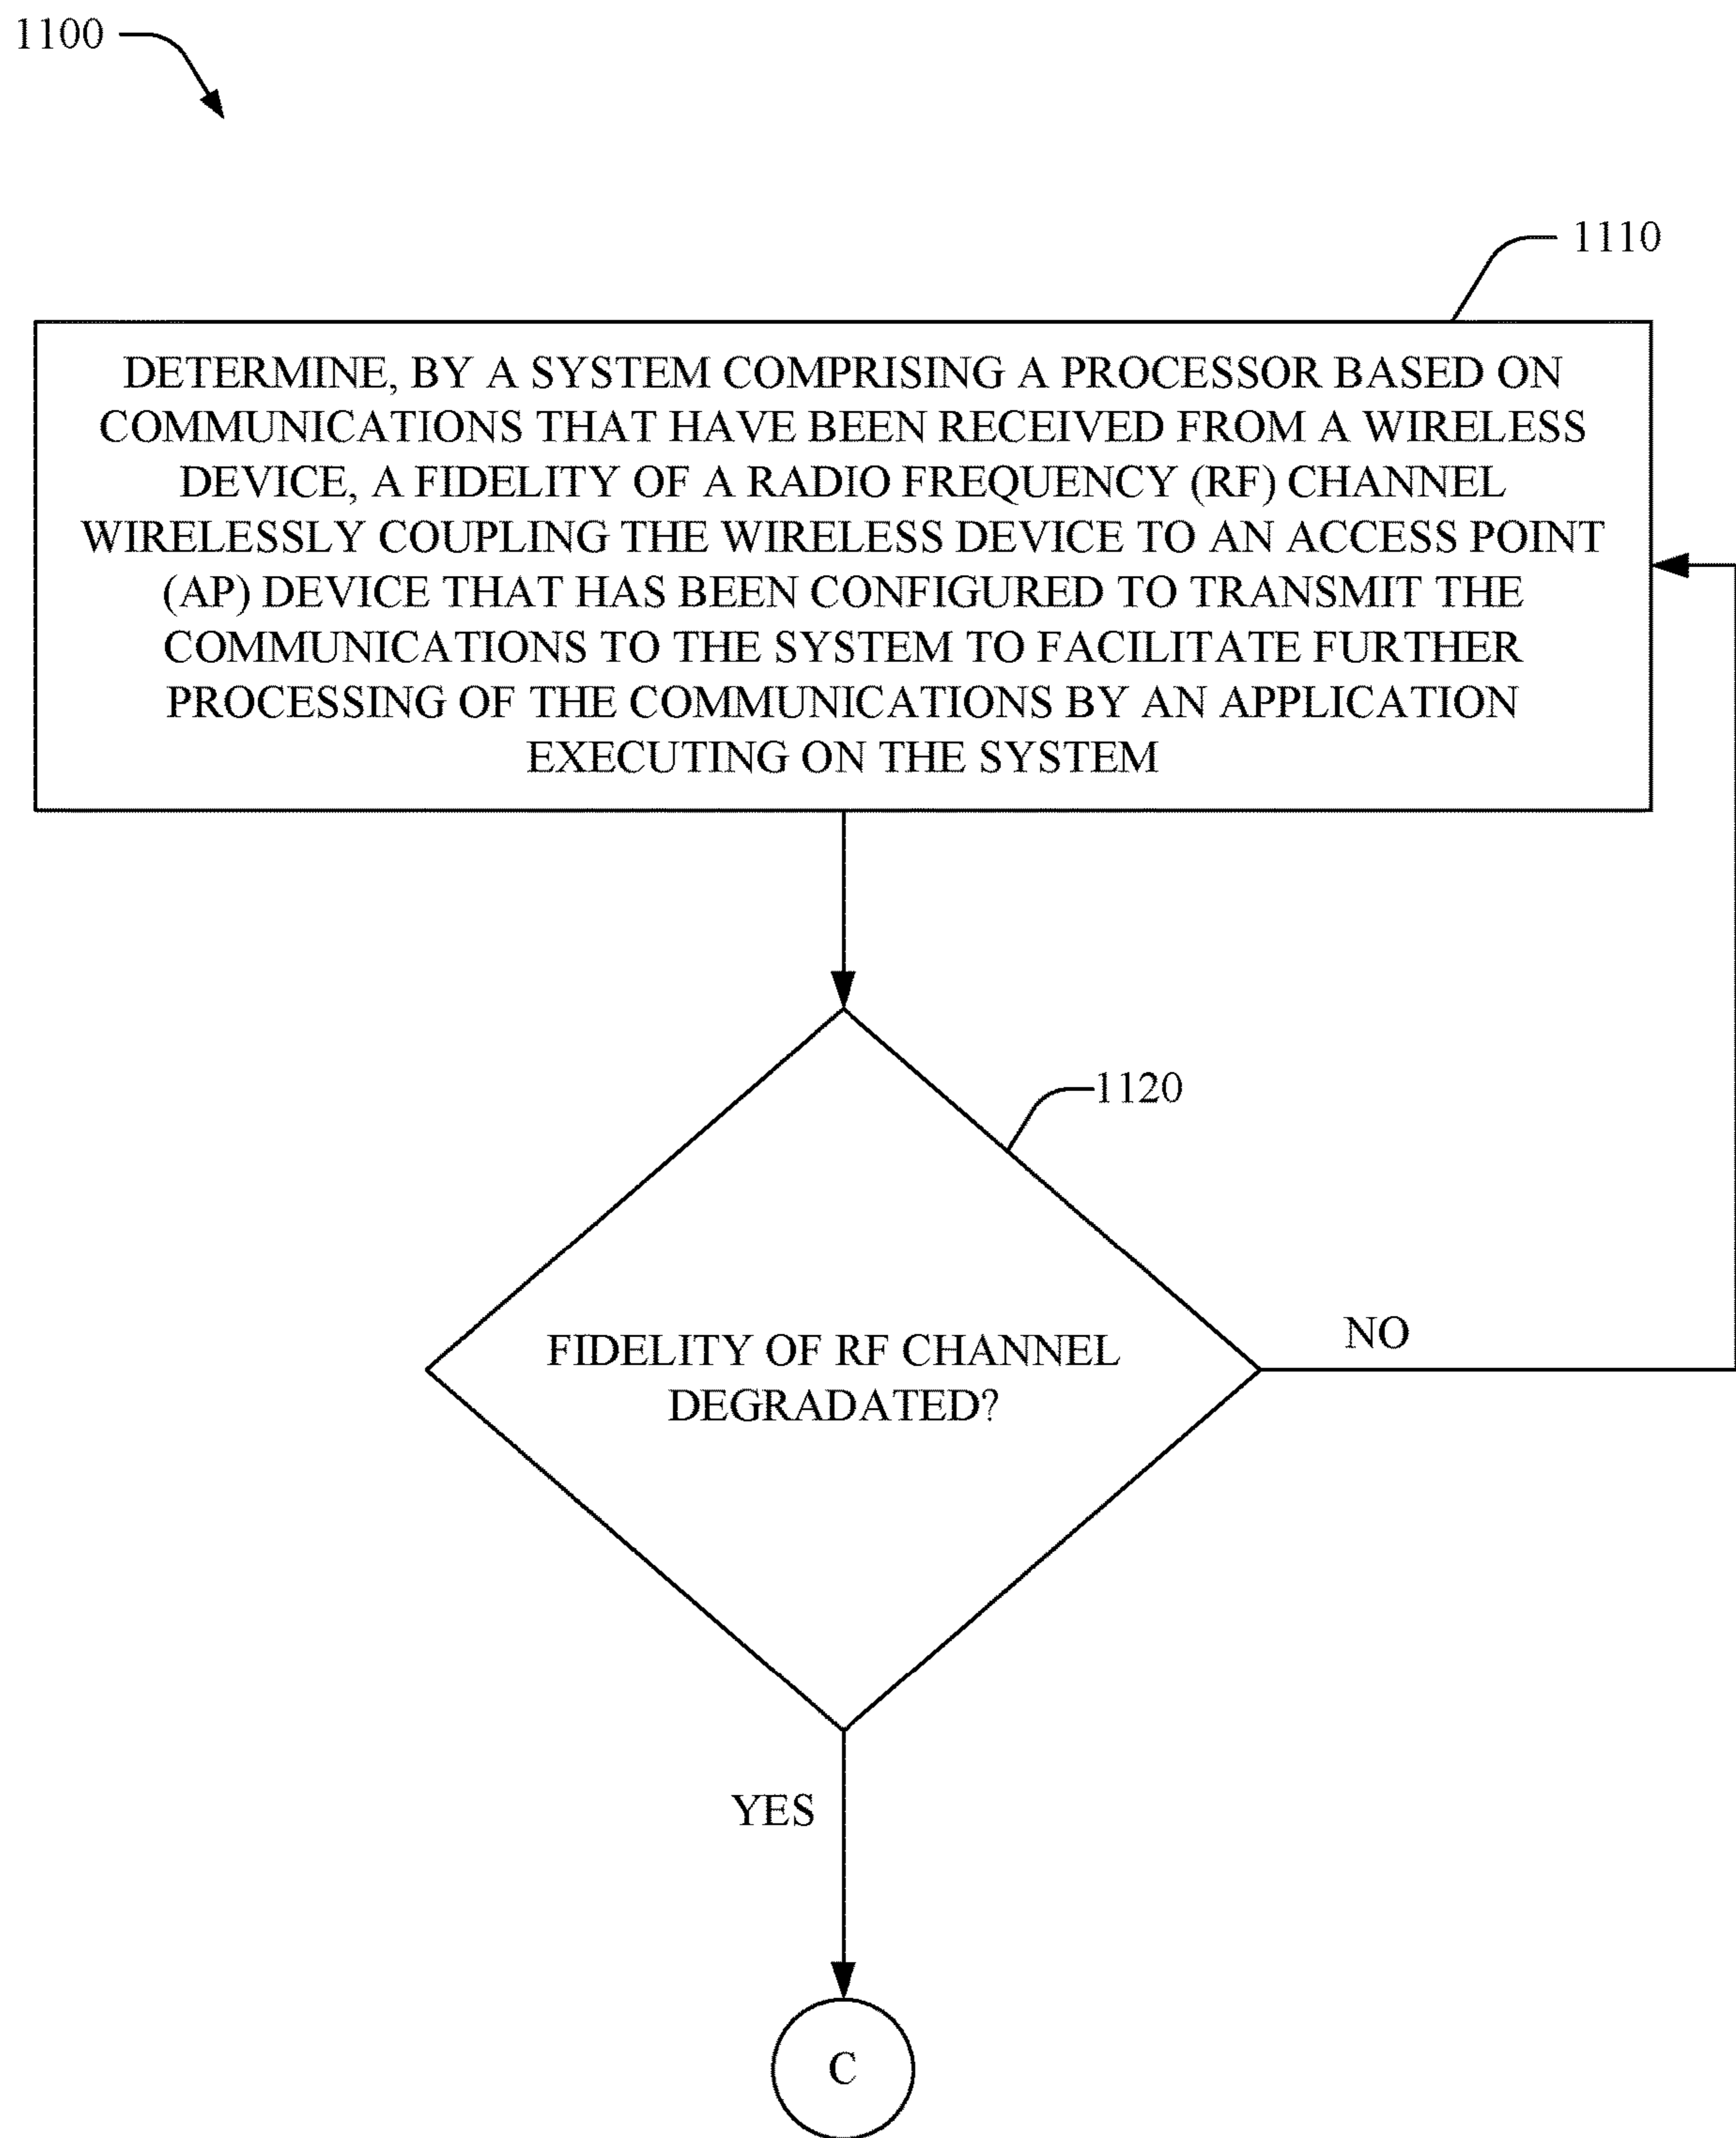 1100
1110
DETERMINE, BY A SYSTEM COMPRISING A PROCESSOR BASED ON
COMMUNICATIONS THAT HAVE BEEN RECEIVED FROM A WIRELESS
DEVICE, A FIDELITY OF A RADIO FREQUENCY (RF) CHANNEL
WIRELESSLY COUPLING THE WIRELESS DEVICE TO AN ACCESS POINT
(AP) DEVICE THAT HAS BEEN CONFIGURED TO TRANSMIT THE
COMMUNICATIONS TO THE SYSTEM TO FACILITATE FURTHER
PROCESSING OF THE COMMUNICATIONS BY AN APPLICATION
EXECUTING ON THE SYSTEM
1120
FIDELITY OF RF CHANNEL
DEGRADATED?
NO
YES
C